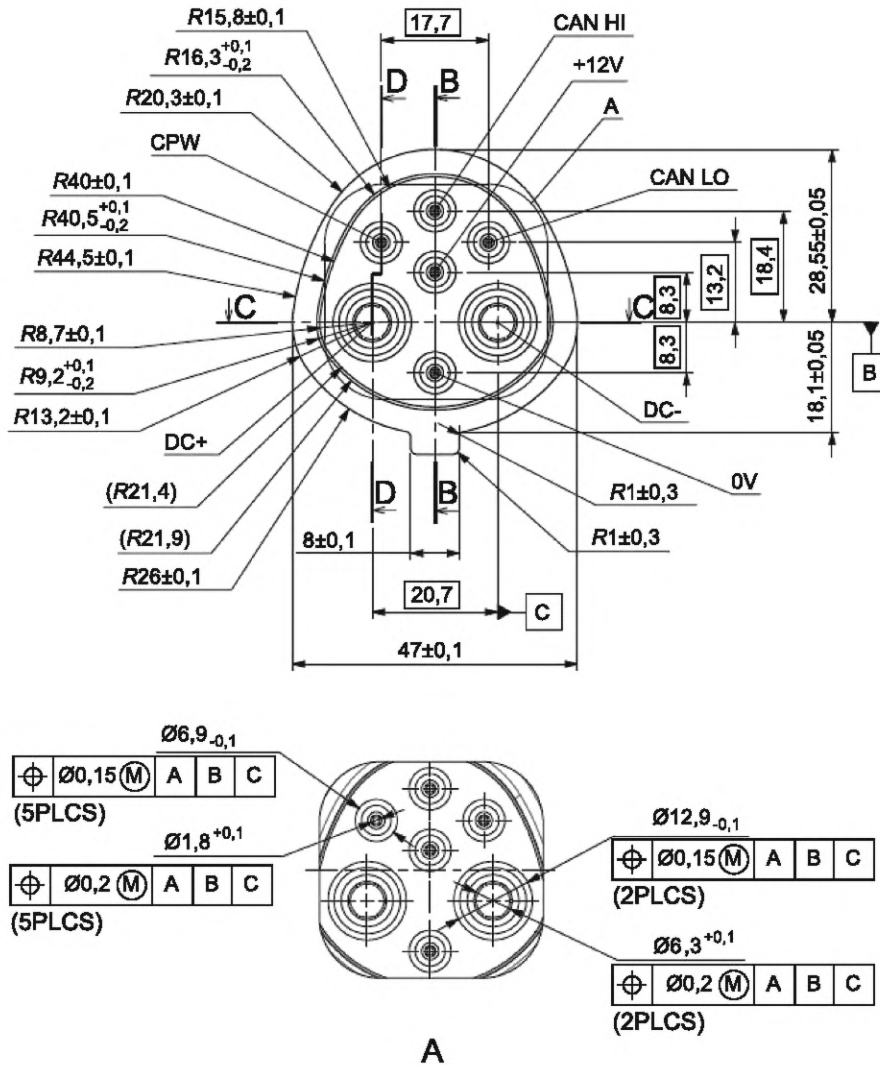 R15,8±0,1
17,7
CAN HI
R16,3 +0,1 -0,2
D
B
+12V
R20,3±0,1
A
CPW
CAN LO
R40±0,1
R40,5 +0,1 -0,2
R44,5±0,1
28,55±0,05
18,4
13,2
8,3
C
C
8,3
18,1±0,05
B
R8,7±0,1
R9,2 +0,1 -0,2
R13,2±0,1
DC+
DC-
(R21,4)
D
B
0V
R1±0,3
(R21,9)
8±0,1
R1±0,3
R26±0,1
20,7
C
47±0,1
Ø6,9 -0,1
Ø0,15 Ⓜ A B C
(5PLCS)
Ø1,8 +0,1
Ø0,2 Ⓜ A B C
(5PLCS)
Ø12,9 -0,1
Ø0,15 Ⓜ A B C
(2PLCS)
Ø6,3 +0,1
Ø0,2 Ⓜ A B C
(2PLCS)
A